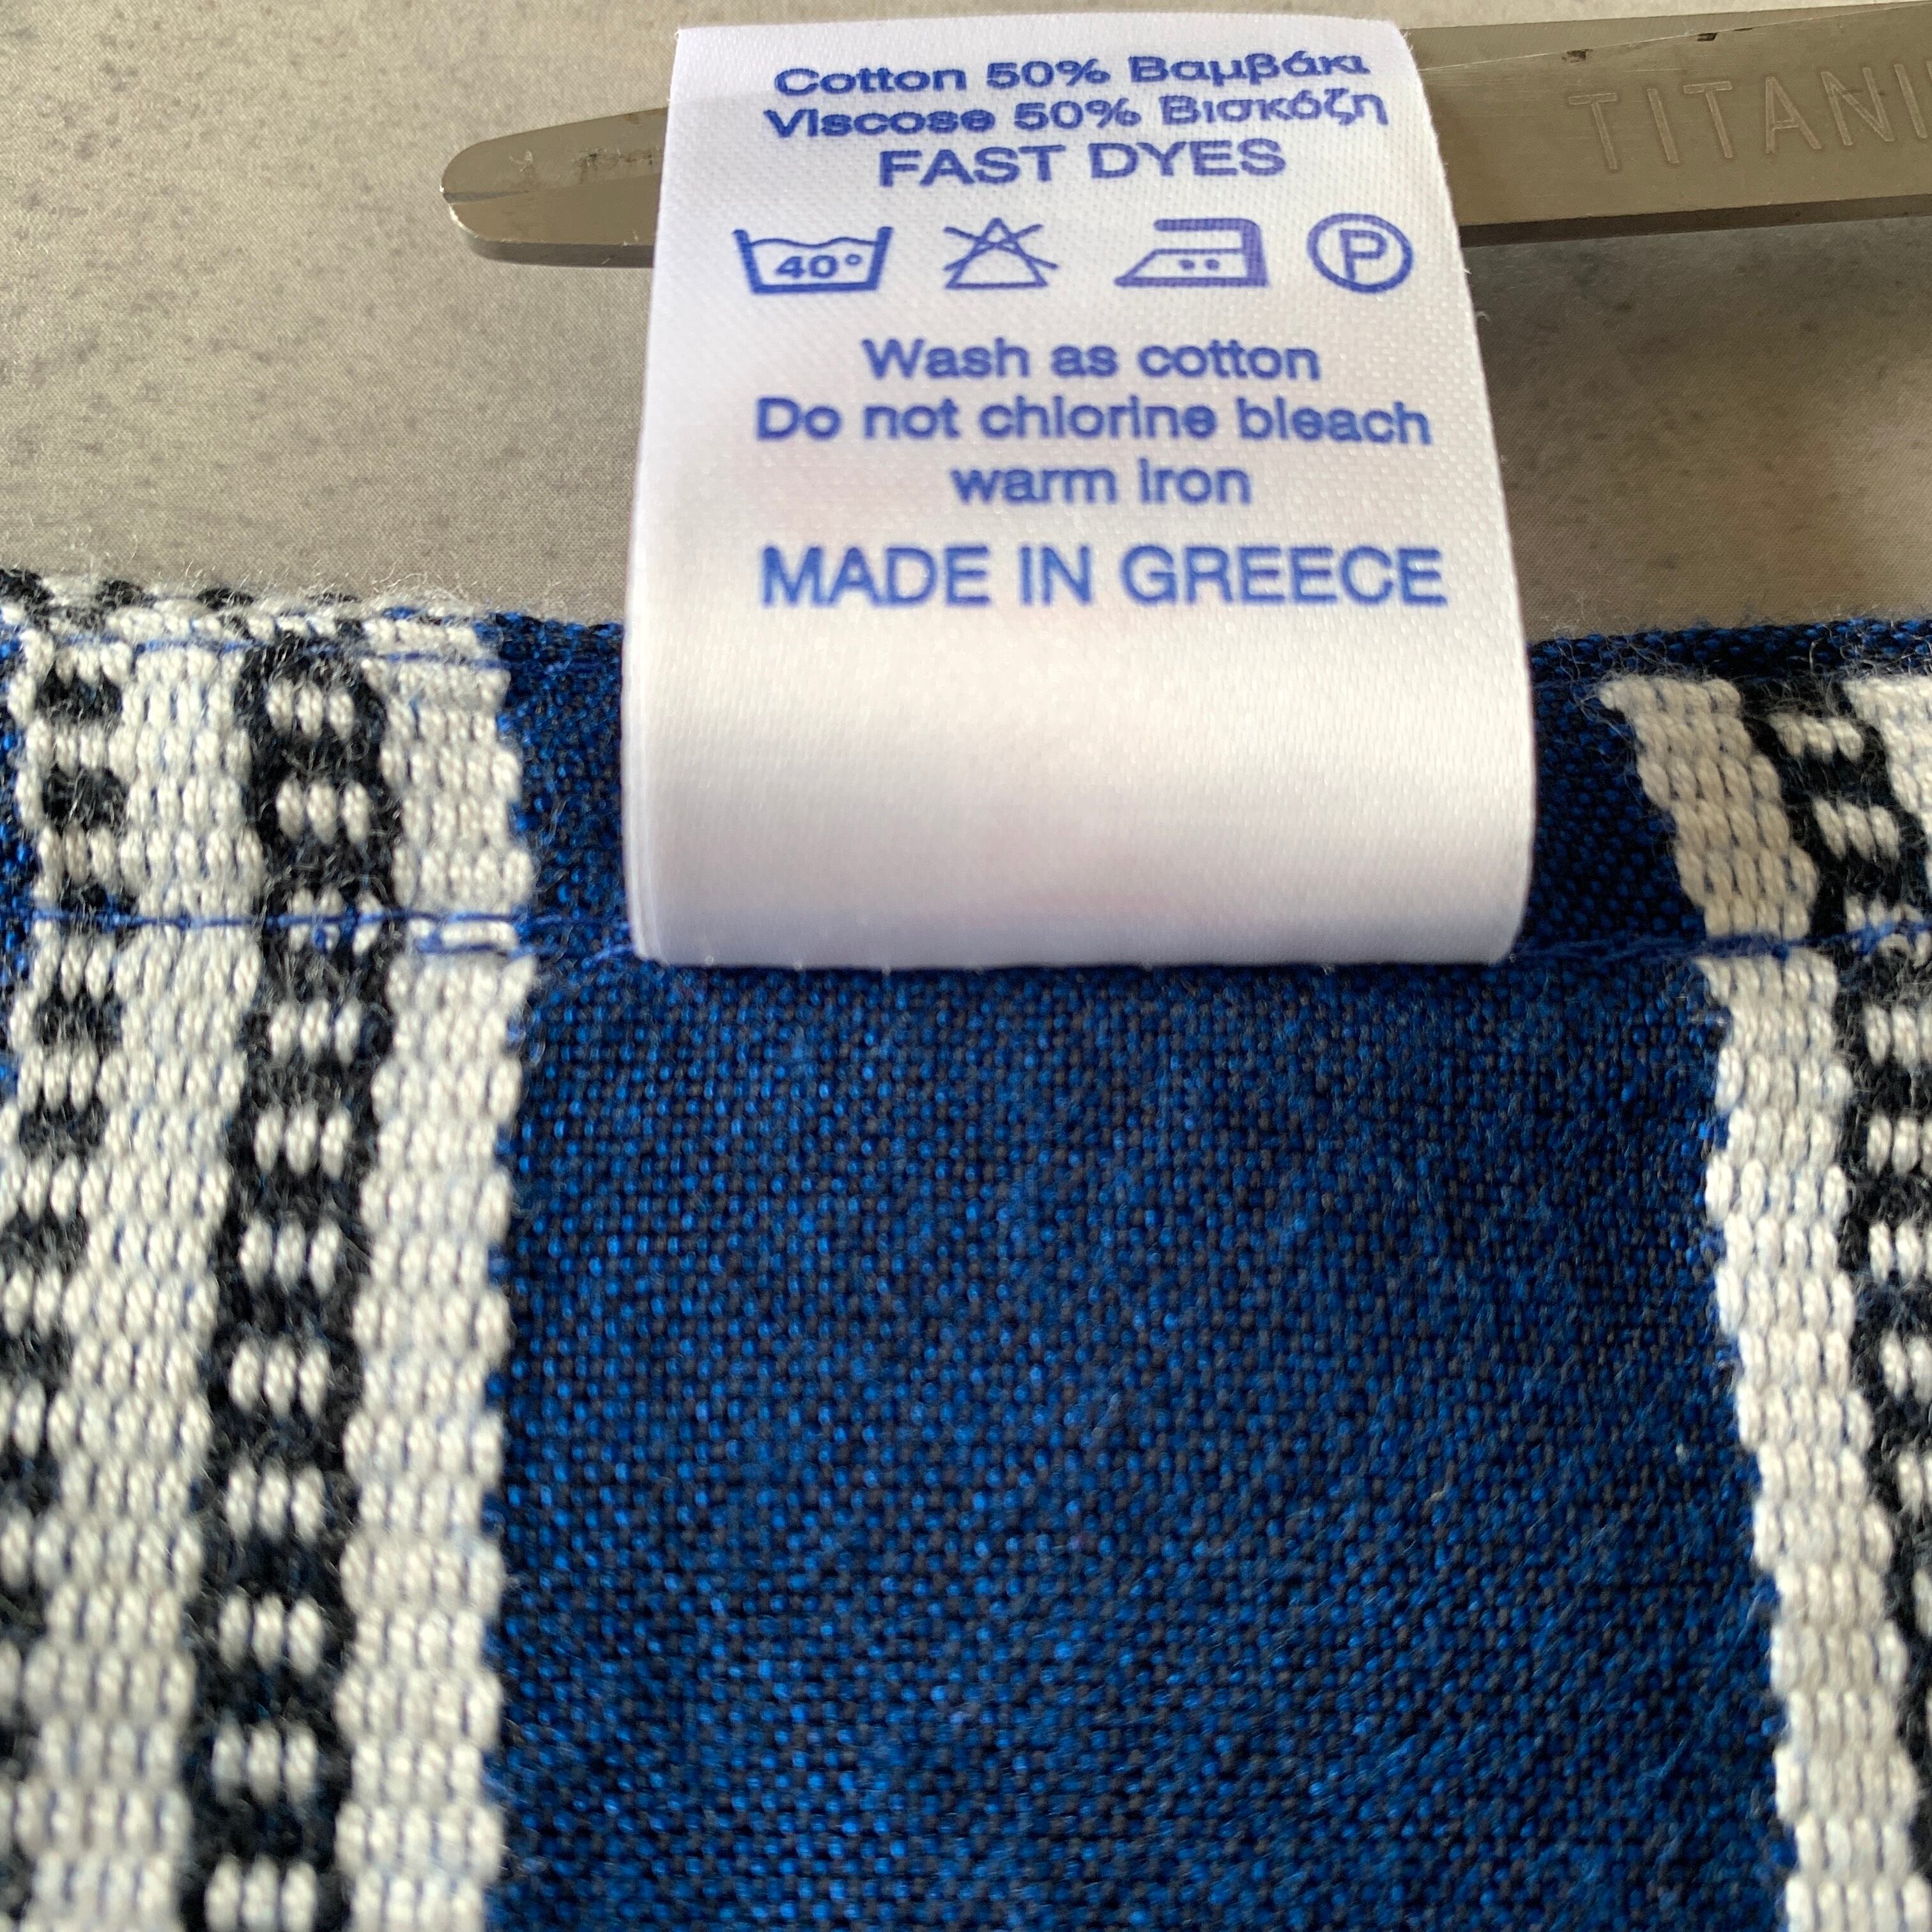 Cotton 50% Βαμβάκι
Viscose 50% Βισκόζη
FAST DYES
40°
P
Wash as cotton
Do not chlorine bleach
warm iron
MADE IN GREECE